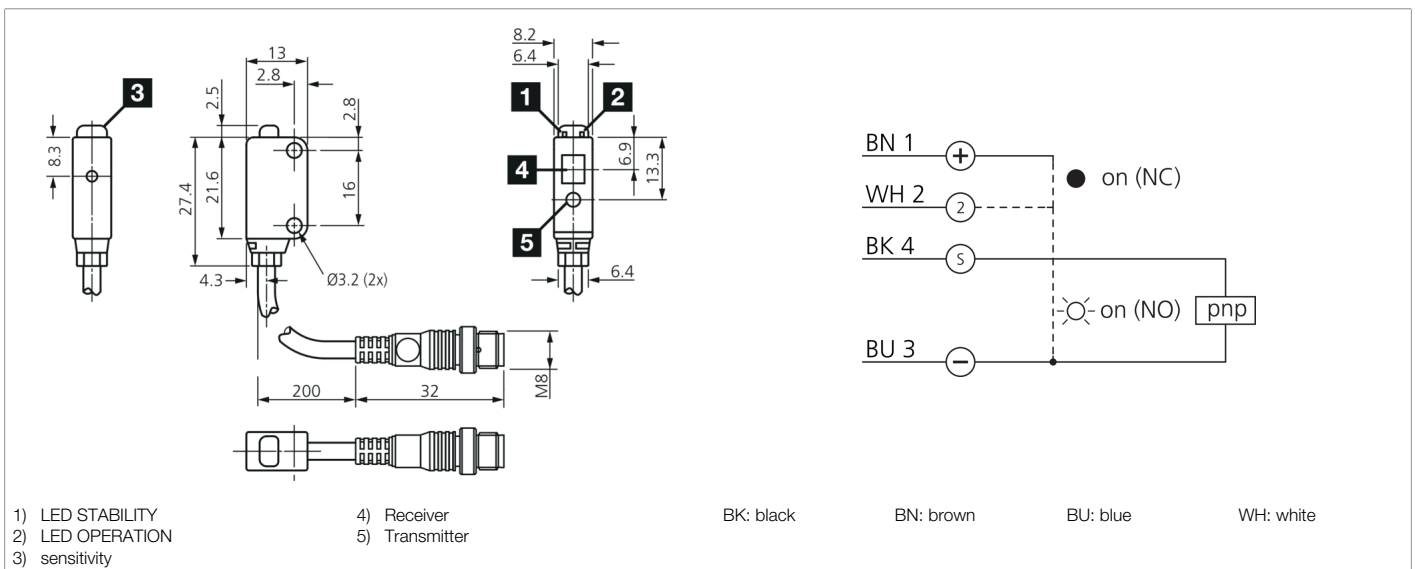 3
8.3
13
2.8
2.5
2.8
27.4
21.6
16
4.3
Ø3.2 (2x)
200
32
M8
8.2
6.4
1
2
4
5
6.9
13.3
6.4
BN 1
+
on (NC)
WH 2
2
BK 4
S
on (NO)
pnp
BU 3
−
1) LED STABILITY
2) LED OPERATION
3) sensitivity
4) Receiver
5) Transmitter
BK: black
BN: brown
BU: blue
WH: white